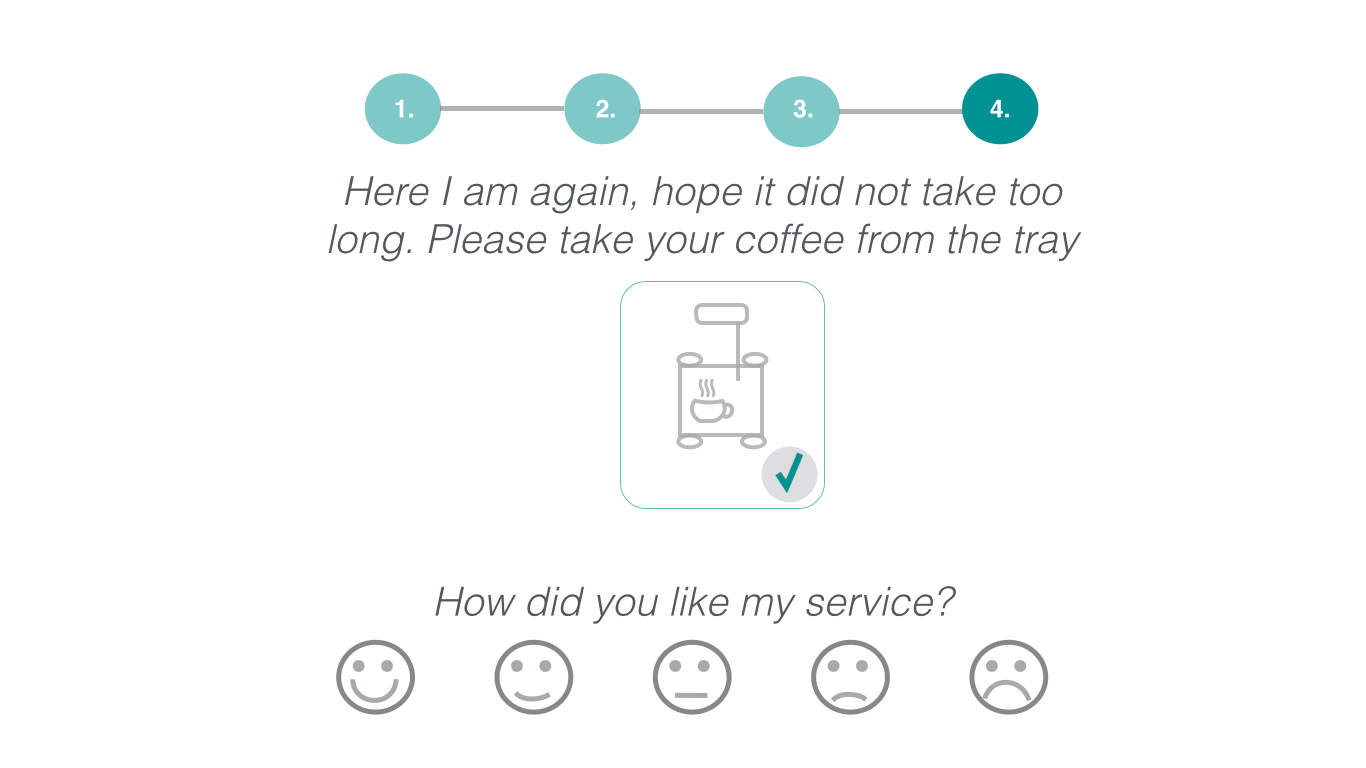 1. 2. 3. 4.
Here I am again, hope it did not take too
long. Please take your coffee from the tray
How did you like my service?